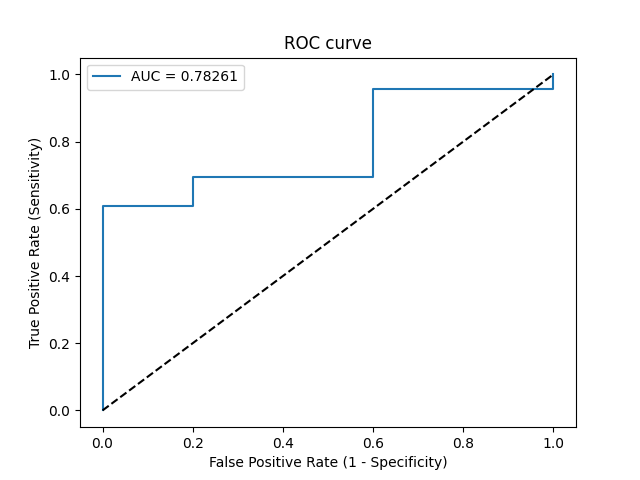 ROC curve
AUC = 0.78261
1.0
0.8
0.6
0.4
0.2
0.0
True Positive Rate (Sensitivity)
0.0 0.2 0.4 0.6 0.8 1.0
False Positive Rate (1 - Specificity)